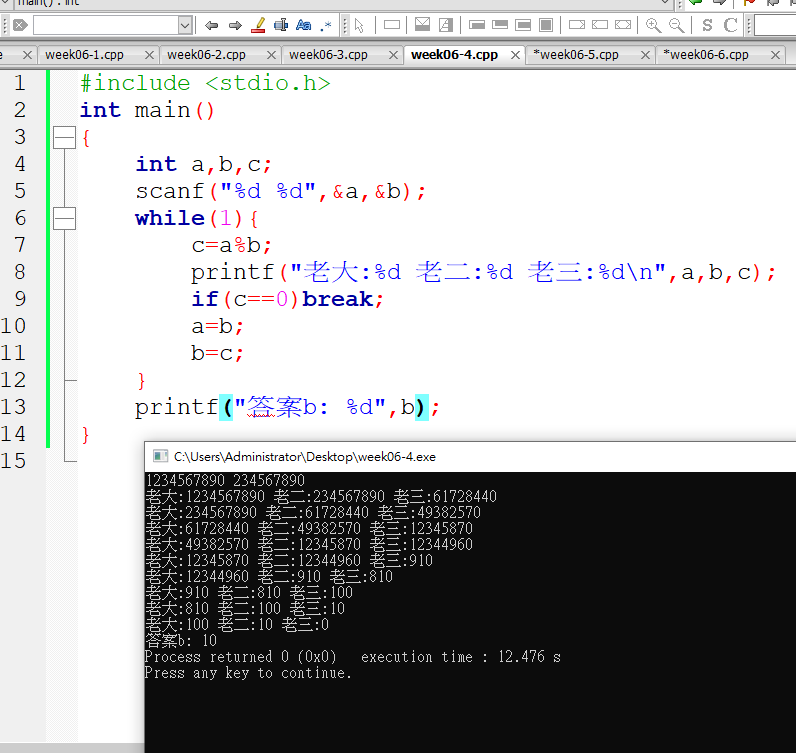 main() : int
S C
week06-1.cpp week06-2.cpp week06-3.cpp week06-4.cpp *week06-5.cpp *week06-6.cpp
1 #include <stdio.h>
2 int main()
3 {
4 int a,b,c;
5 scanf("%d %d",&a,&b);
6 while(1){
7 c=a%b;
8 printf("老大:%d 老二:%d 老三:%d\n",a,b,c);
9 if(c==0)break;
10 a=b;
11 b=c;
12 }
13 printf("答案b: %d",b);
14 }
15
C:\Users\Administrator\Desktop\week06-4.exe
1234567890 234567890
老大:1234567890 老二:234567890 老三:61728440
老大:234567890 老二:61728440 老三:49382570
老大:61728440 老二:49382570 老三:12345870
老大:49382570 老二:12345870 老三:12344960
老大:12345870 老二:12344960 老三:910
老大:12344960 老二:910 老三:810
老大:910 老二:810 老三:100
老大:810 老二:100 老三:10
老大:100 老二:10 老三:0
答案b: 10
Process returned 0 (0x0) execution time : 12.476 s
Press any key to continue.